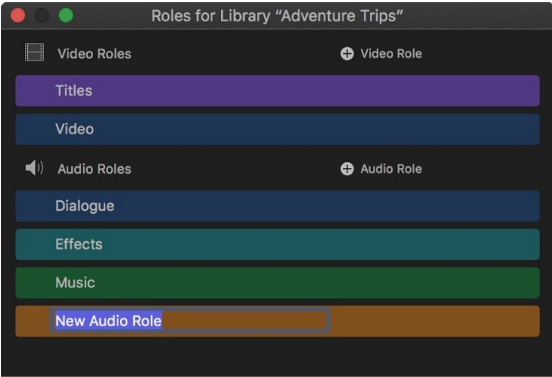 Roles for Library “Adventure Trips”
Video Roles
Video Role
Titles
Video
Audio Roles
Audio Role
Dialogue
Effects
Music
New Audio Role